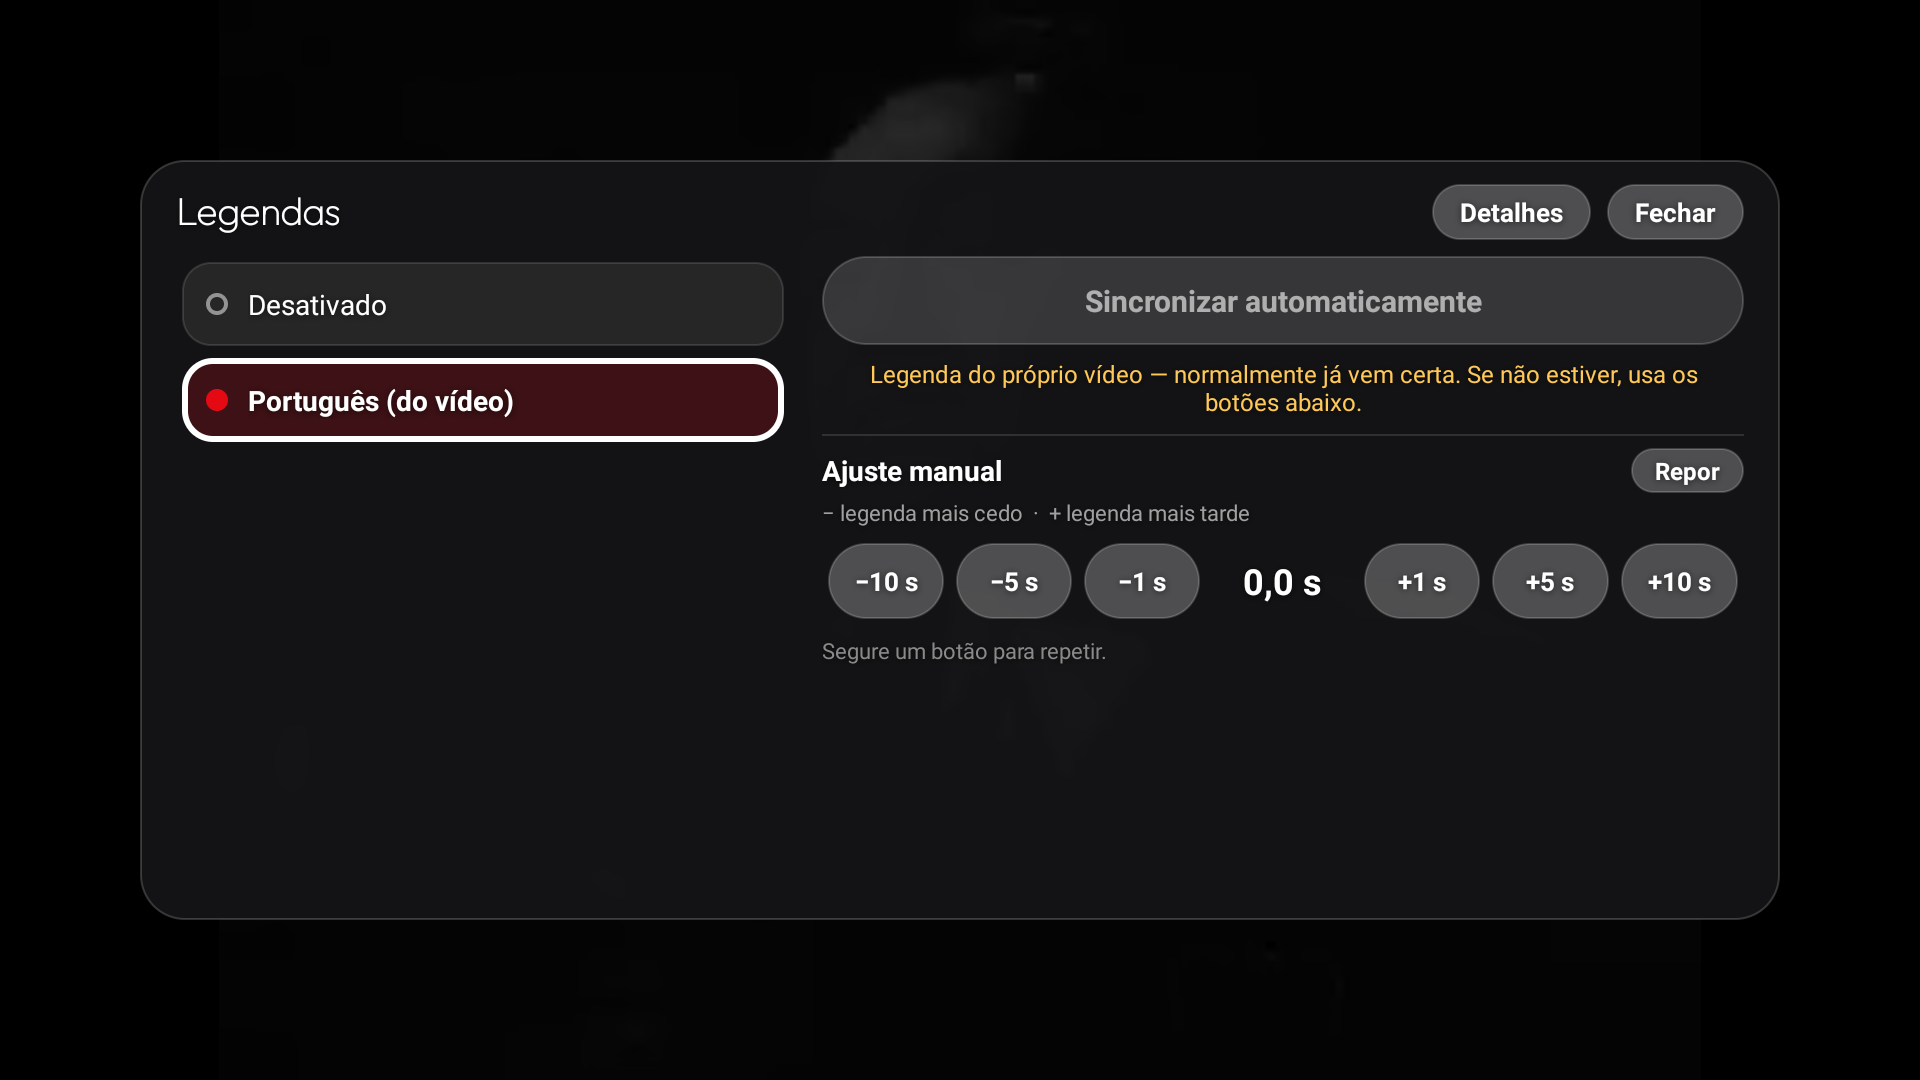 Legendas
Detalhes
Fechar
Desativado
Português (do vídeo)
Sincronizar automaticamente
Legenda do próprio vídeo — normalmente já vem certa. Se não estiver, usa os
botões abaixo.
Ajuste manual
Repor
− legenda mais cedo · + legenda mais tarde
−10 s
−5 s
−1 s
0,0 s
+1 s
+5 s
+10 s
Segure um botão para repetir.